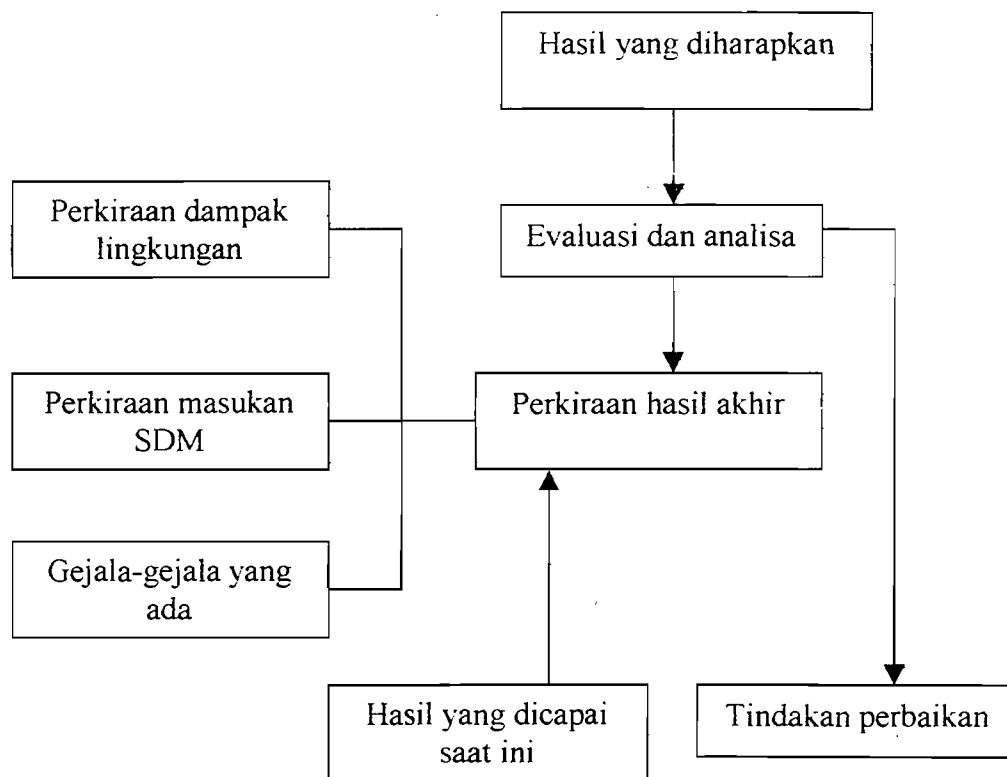 Hasil yang diharapkan
Perkiraan dampak
lingkungan
Evaluasi dan analisa
Perkiraan masukan
SDM
Perkiraan hasil akhir
Gejala-gejala yang
ada
Hasil yang dicapai
saat ini
Tindakan perbaikan